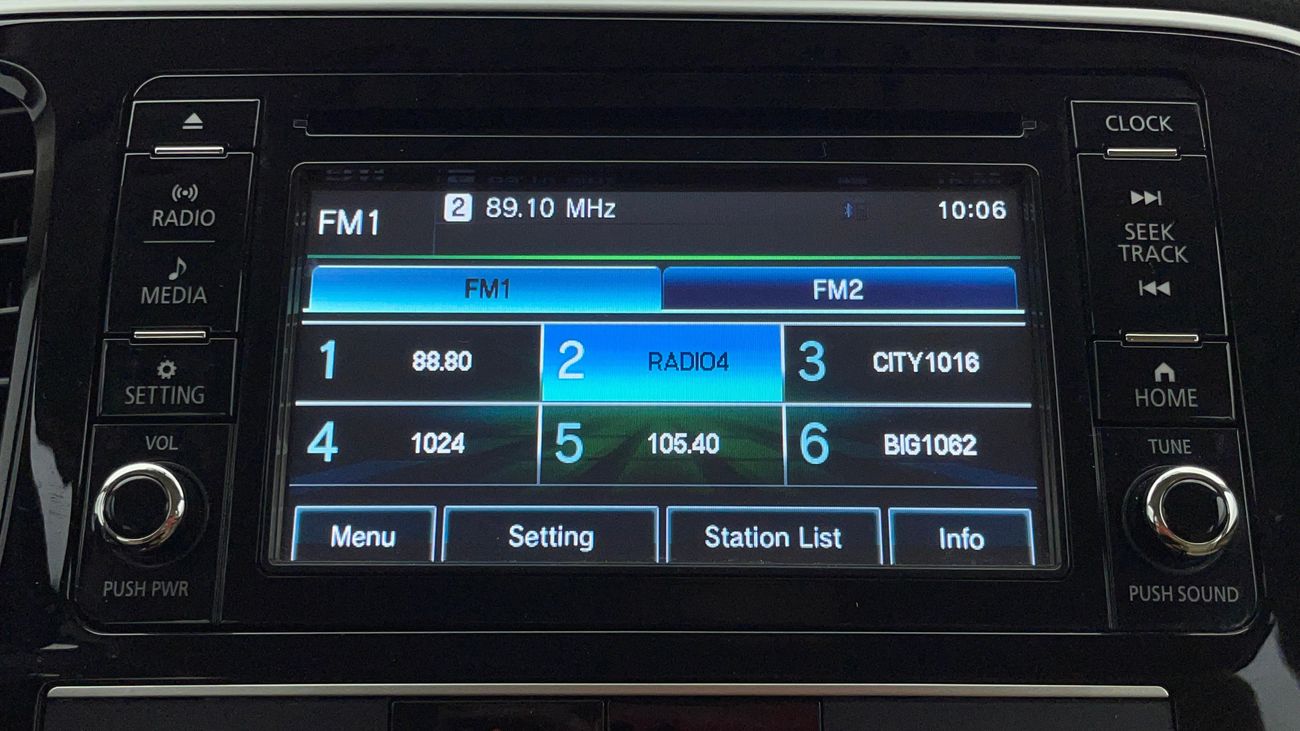 RADIO
MEDIA
SETTING
VOL
PUSH PWR
FM1
2 89.10 MHz
10:06
FM1
FM2
1 88.80
2 RADIO4
3 CITY1016
4 1024
5 105.40
6 BIG1062
Menu
Setting
Station List
Info
CLOCK
SEEK
TRACK
HOME
TUNE
PUSH SOUND